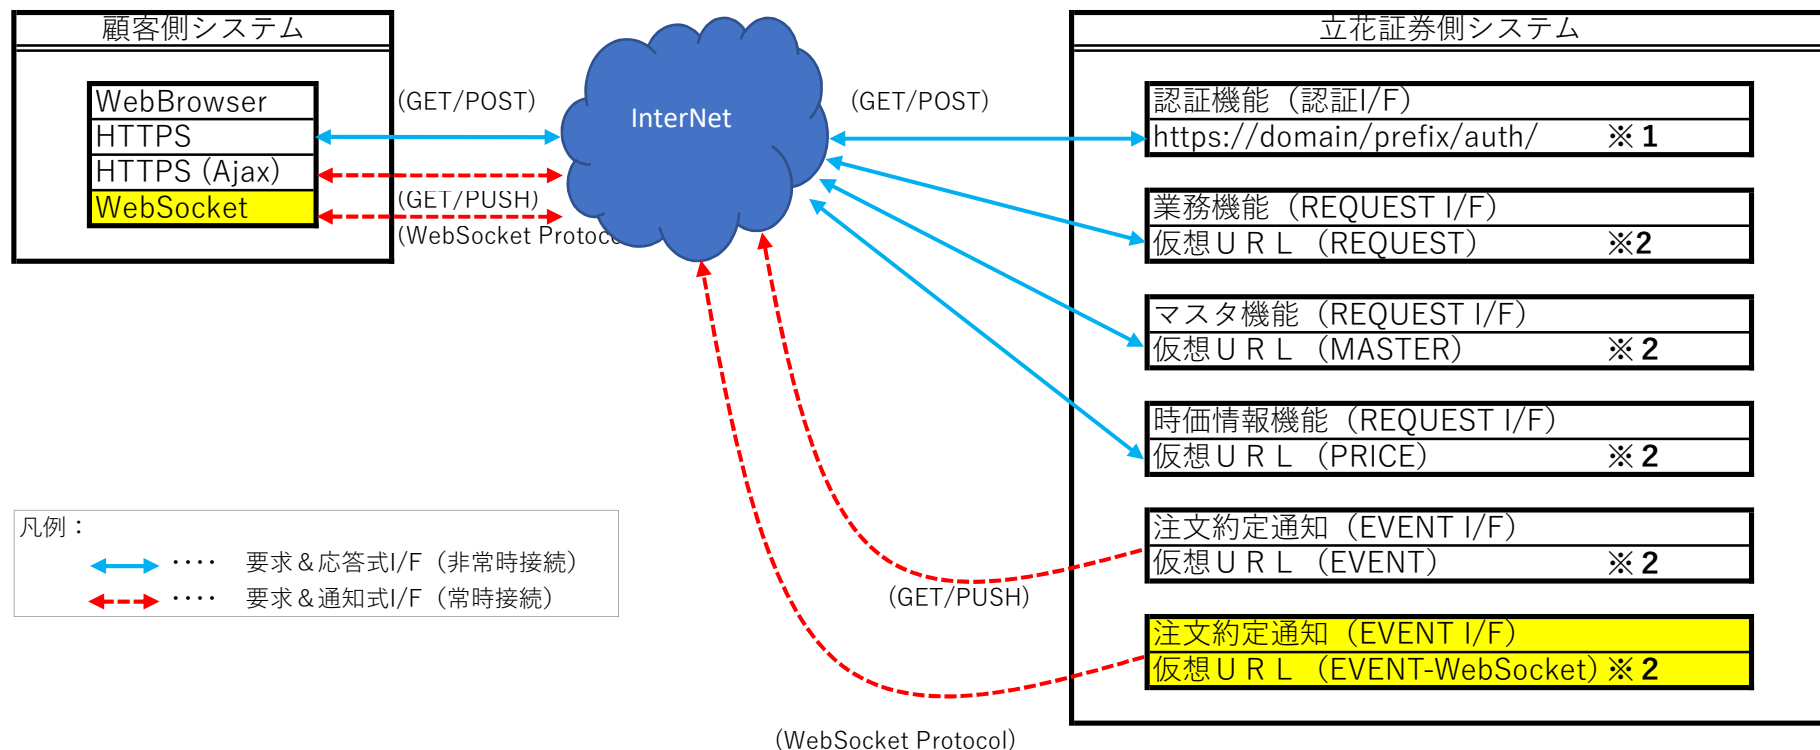 顧客側システム
WebBrowser
HTTPS
HTTPS (Ajax)
WebSocket
(GET/POST)
(GET/PUSH)
(WebSocket Protoco
InterNet
(GET/POST)
立花証券側システム
認証機能（認証I/F）
https://domain/prefix/auth/ ※1
業務機能（REQUEST I/F）
仮想ＵＲＬ（REQUEST） ※2
マスタ機能（REQUEST I/F）
仮想ＵＲＬ（MASTER） ※2
時価情報機能（REQUEST I/F）
仮想ＵＲＬ（PRICE） ※2
注文約定通知（EVENT I/F）
仮想ＵＲＬ（EVENT） ※2
(GET/PUSH)
注文約定通知（EVENT I/F）
仮想ＵＲＬ（EVENT-WebSocket) ※2
(WebSocket Protocol)
凡例：
‥‥ 要求＆応答式I/F（非常時接続）
‥‥ 要求＆通知式I/F（常時接続）